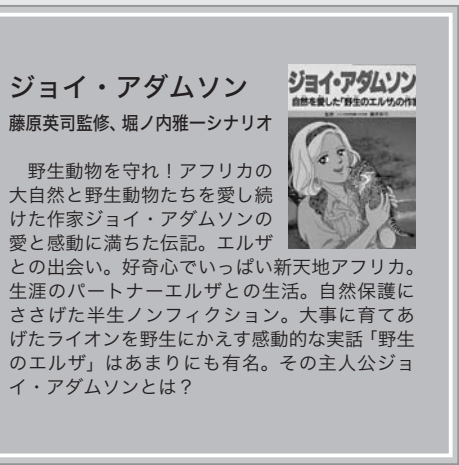 ジョイ・アダムソン
藤原英司監修、堀ノ内雅一シナリオ
ジョイ・アダムソン
自然を愛した「野生のエルザ」の作家
野生動物を守れ！アフリカの
大自然と野生動物たちを愛し続
けた作家ジョイ・アダムソンの
愛と感動に満ちた伝記。エルザ
との出会い。好奇心でいっぱい新天地アフリカ。
生涯のパートナーエルザとの生活。自然保護に
ささげた半生ノンフィクション。大事に育てあ
げたライオンを野生にかえす感動的な実話「野生
のエルザ」はあまりにも有名。その主人公ジョ
イ・アダムソンとは？